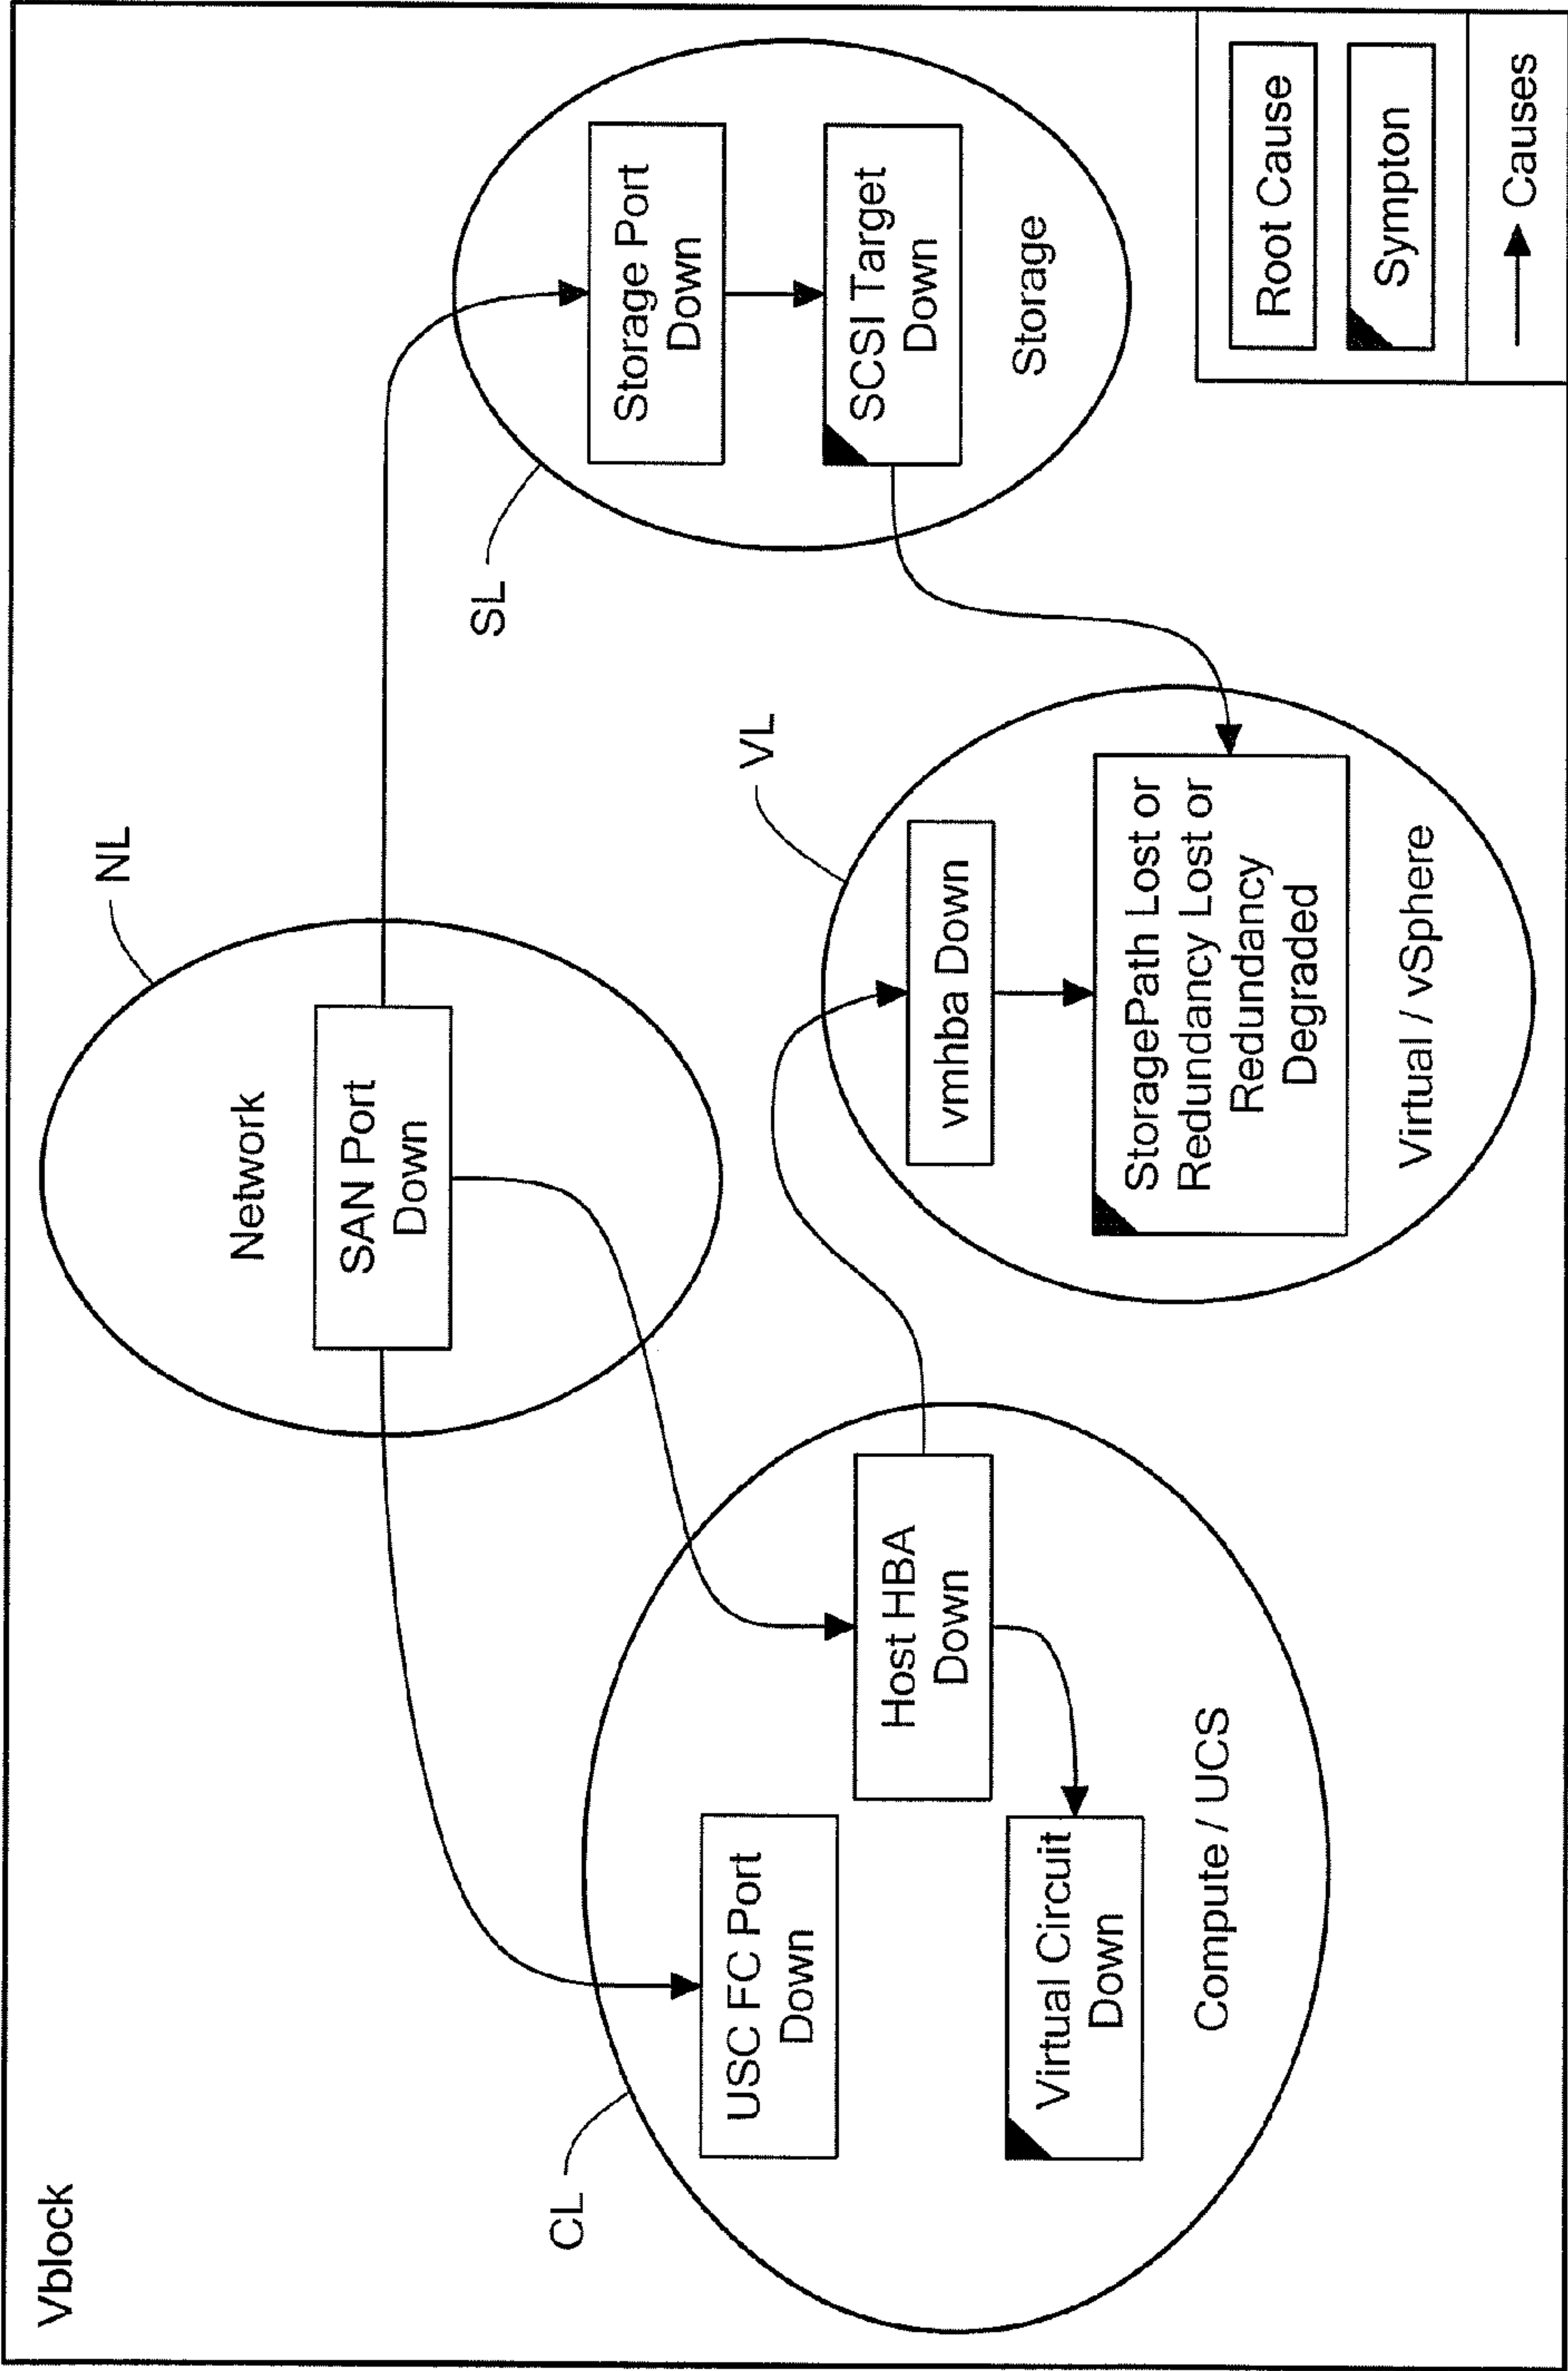 Vblock
NL
Network
SAN Port
Down
CL
USC FC Port
Down
Host HBA
Down
Virtual Circuit
Down
Compute / UCS
VL
vmhba Down
StoragePath Lost or
Redundancy Lost or
Redundancy
Degraded
Virtual / vSphere
SL
Storage Port
Down
SCSI Target
Down
Storage
Root Cause
Sympton
Causes